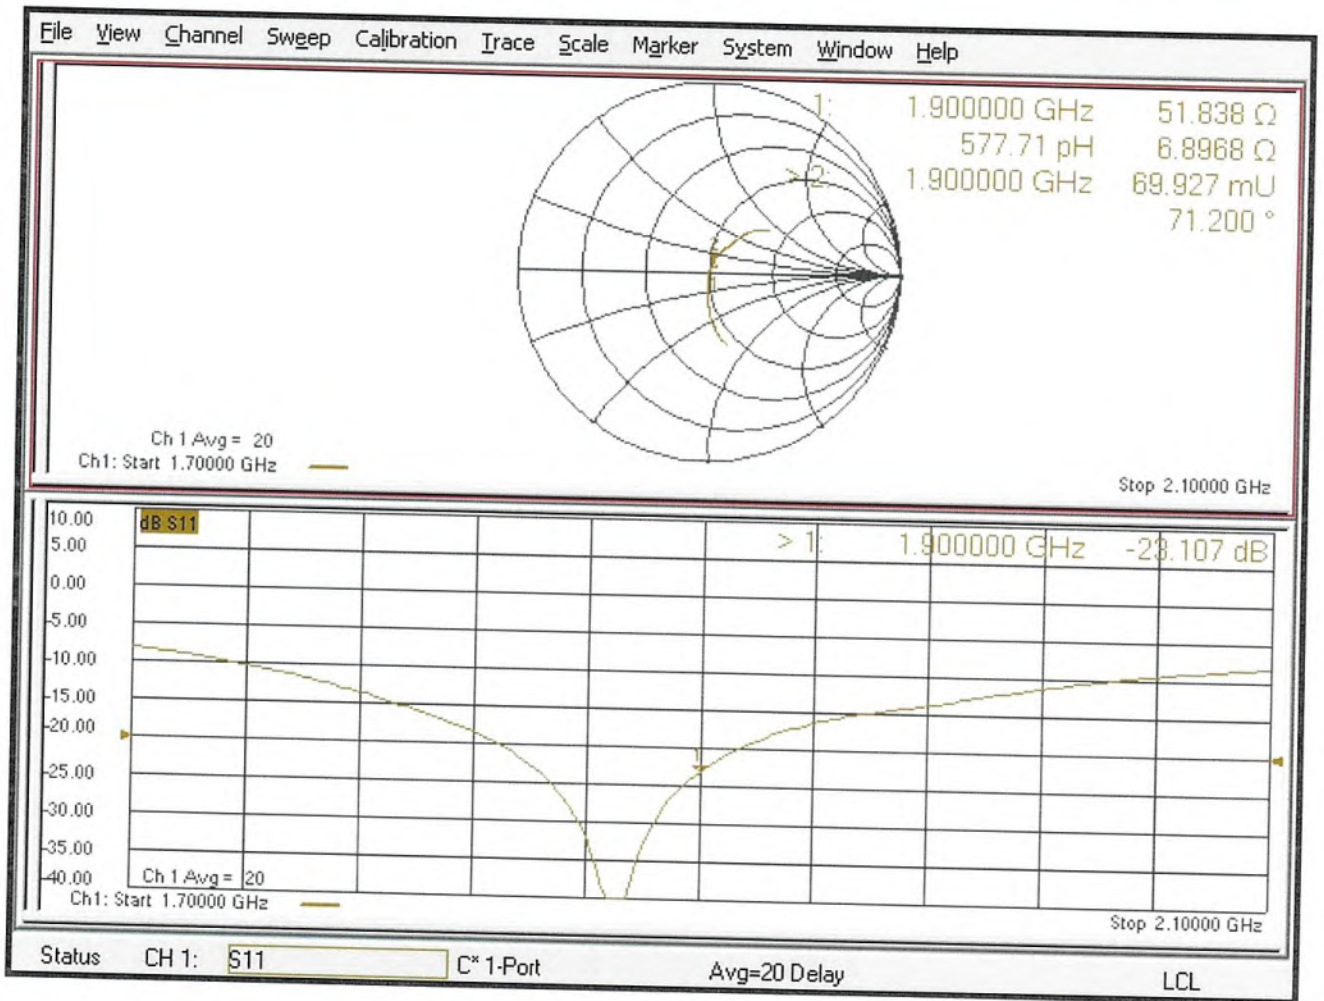 File View Channel Sweep Calibration Trace Scale Marker System Window Help
1: 1.900000 GHz 51.838 Ω
577.71 pH 6.8968 Ω
> 2: 1.900000 GHz 69.927 mU
71.200 °
Ch 1 Avg = 20
Ch1: Start 1.70000 GHz
Stop 2.10000 GHz
10.00
dB S11
> 1: 1.900000 GHz -23.107 dB
5.00
0.00
-5.00
-10.00
-15.00
-20.00
1
-25.00
-30.00
-35.00
-40.00
Ch 1 Avg = 20
Ch1: Start 1.70000 GHz
Stop 2.10000 GHz
Status CH 1: S11 C* 1-Port Avg=20 Delay LCL